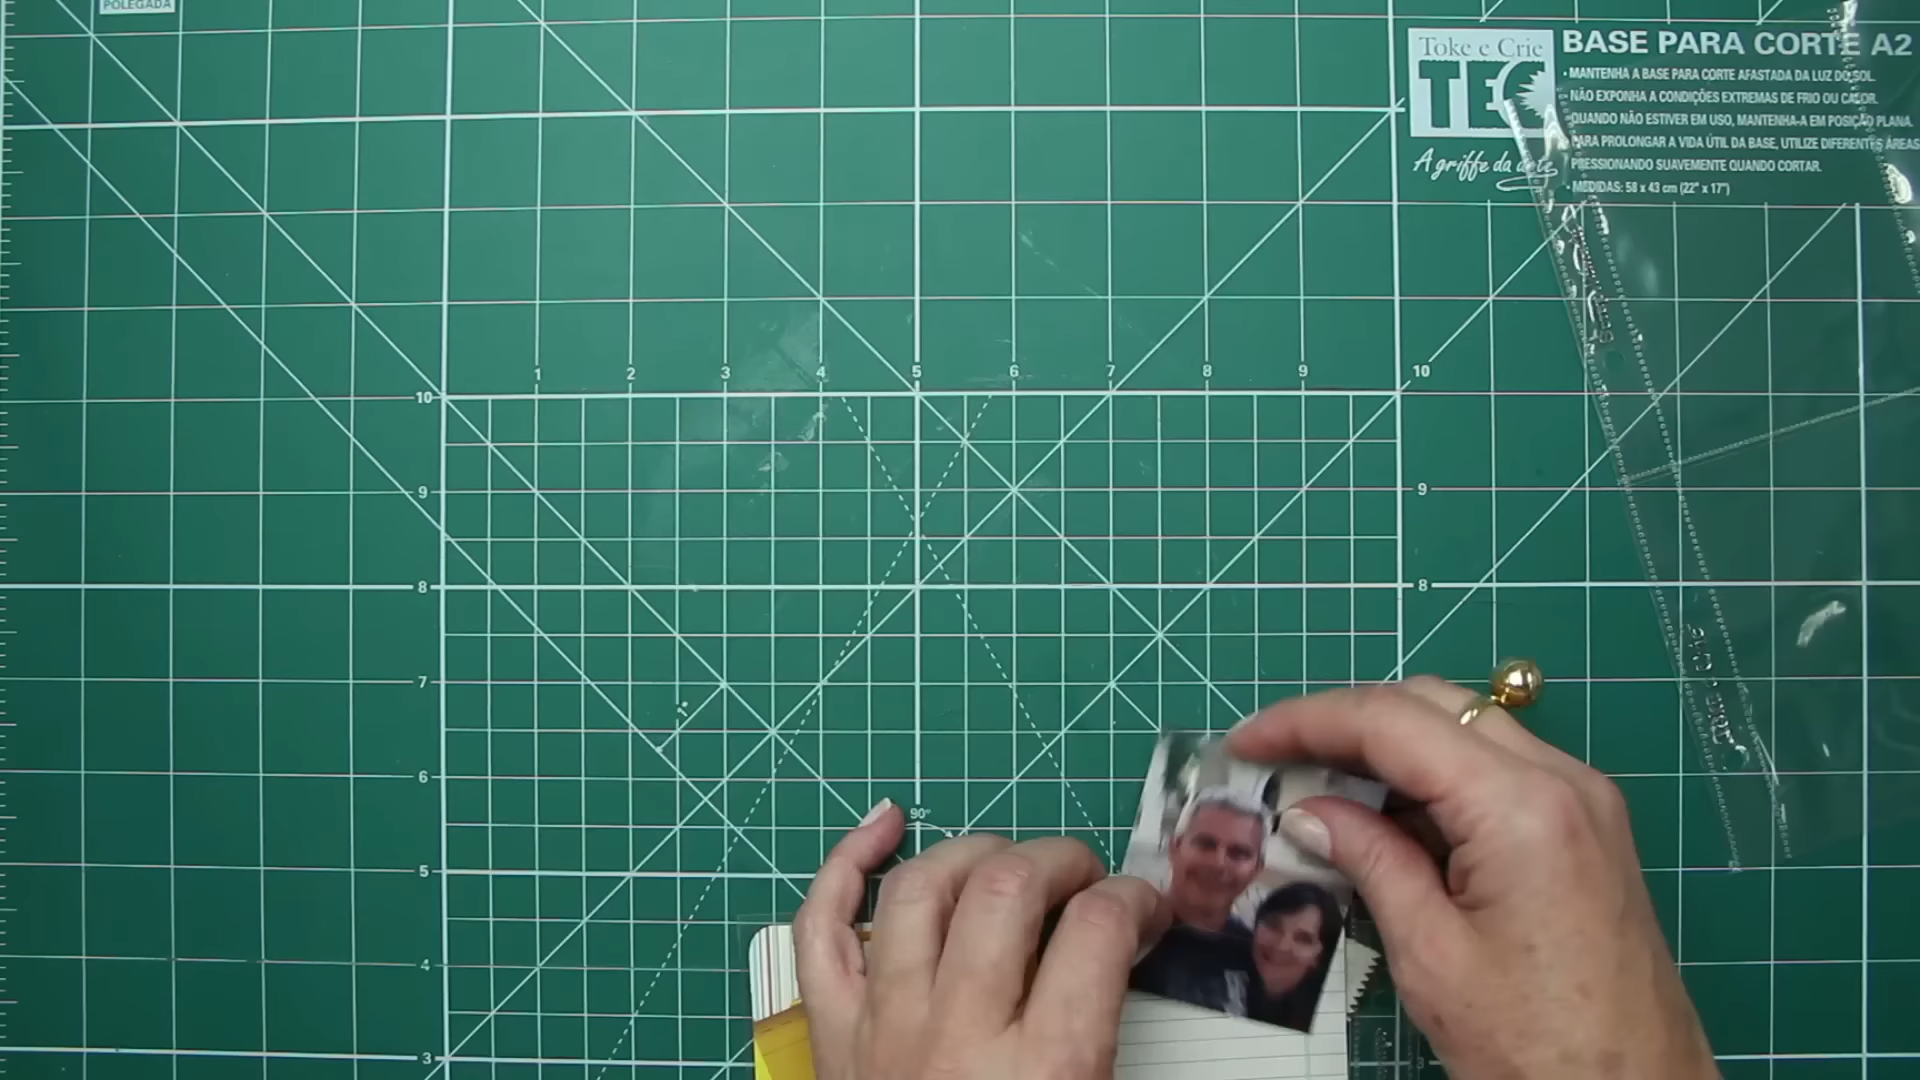 POLEGADA
Toke e Crie
TEC
A griffe da arte
BASE PARA CORTE A2
• MANTENHA A BASE PARA CORTE AFASTADA DA LUZ DO SOL.
NÃO EXPONHA A CONDIÇÕES EXTREMAS DE FRIO OU CALOR.
QUANDO NÃO ESTIVER EM USO, MANTENHA-A EM POSIÇÃO PLANA.
PARA PROLONGAR A VIDA ÚTIL DA BASE, UTILIZE DIFERENTES ÁREAS
PRESSIONANDO SUAVEMENTE QUANDO CORTAR.
• MEDIDAS: 58 x 43 cm (22" x 17")
1 2 3 4 5 6 7 8 9 10
10
9 9
8 8
7
1"
6
90°
5
4
3 3